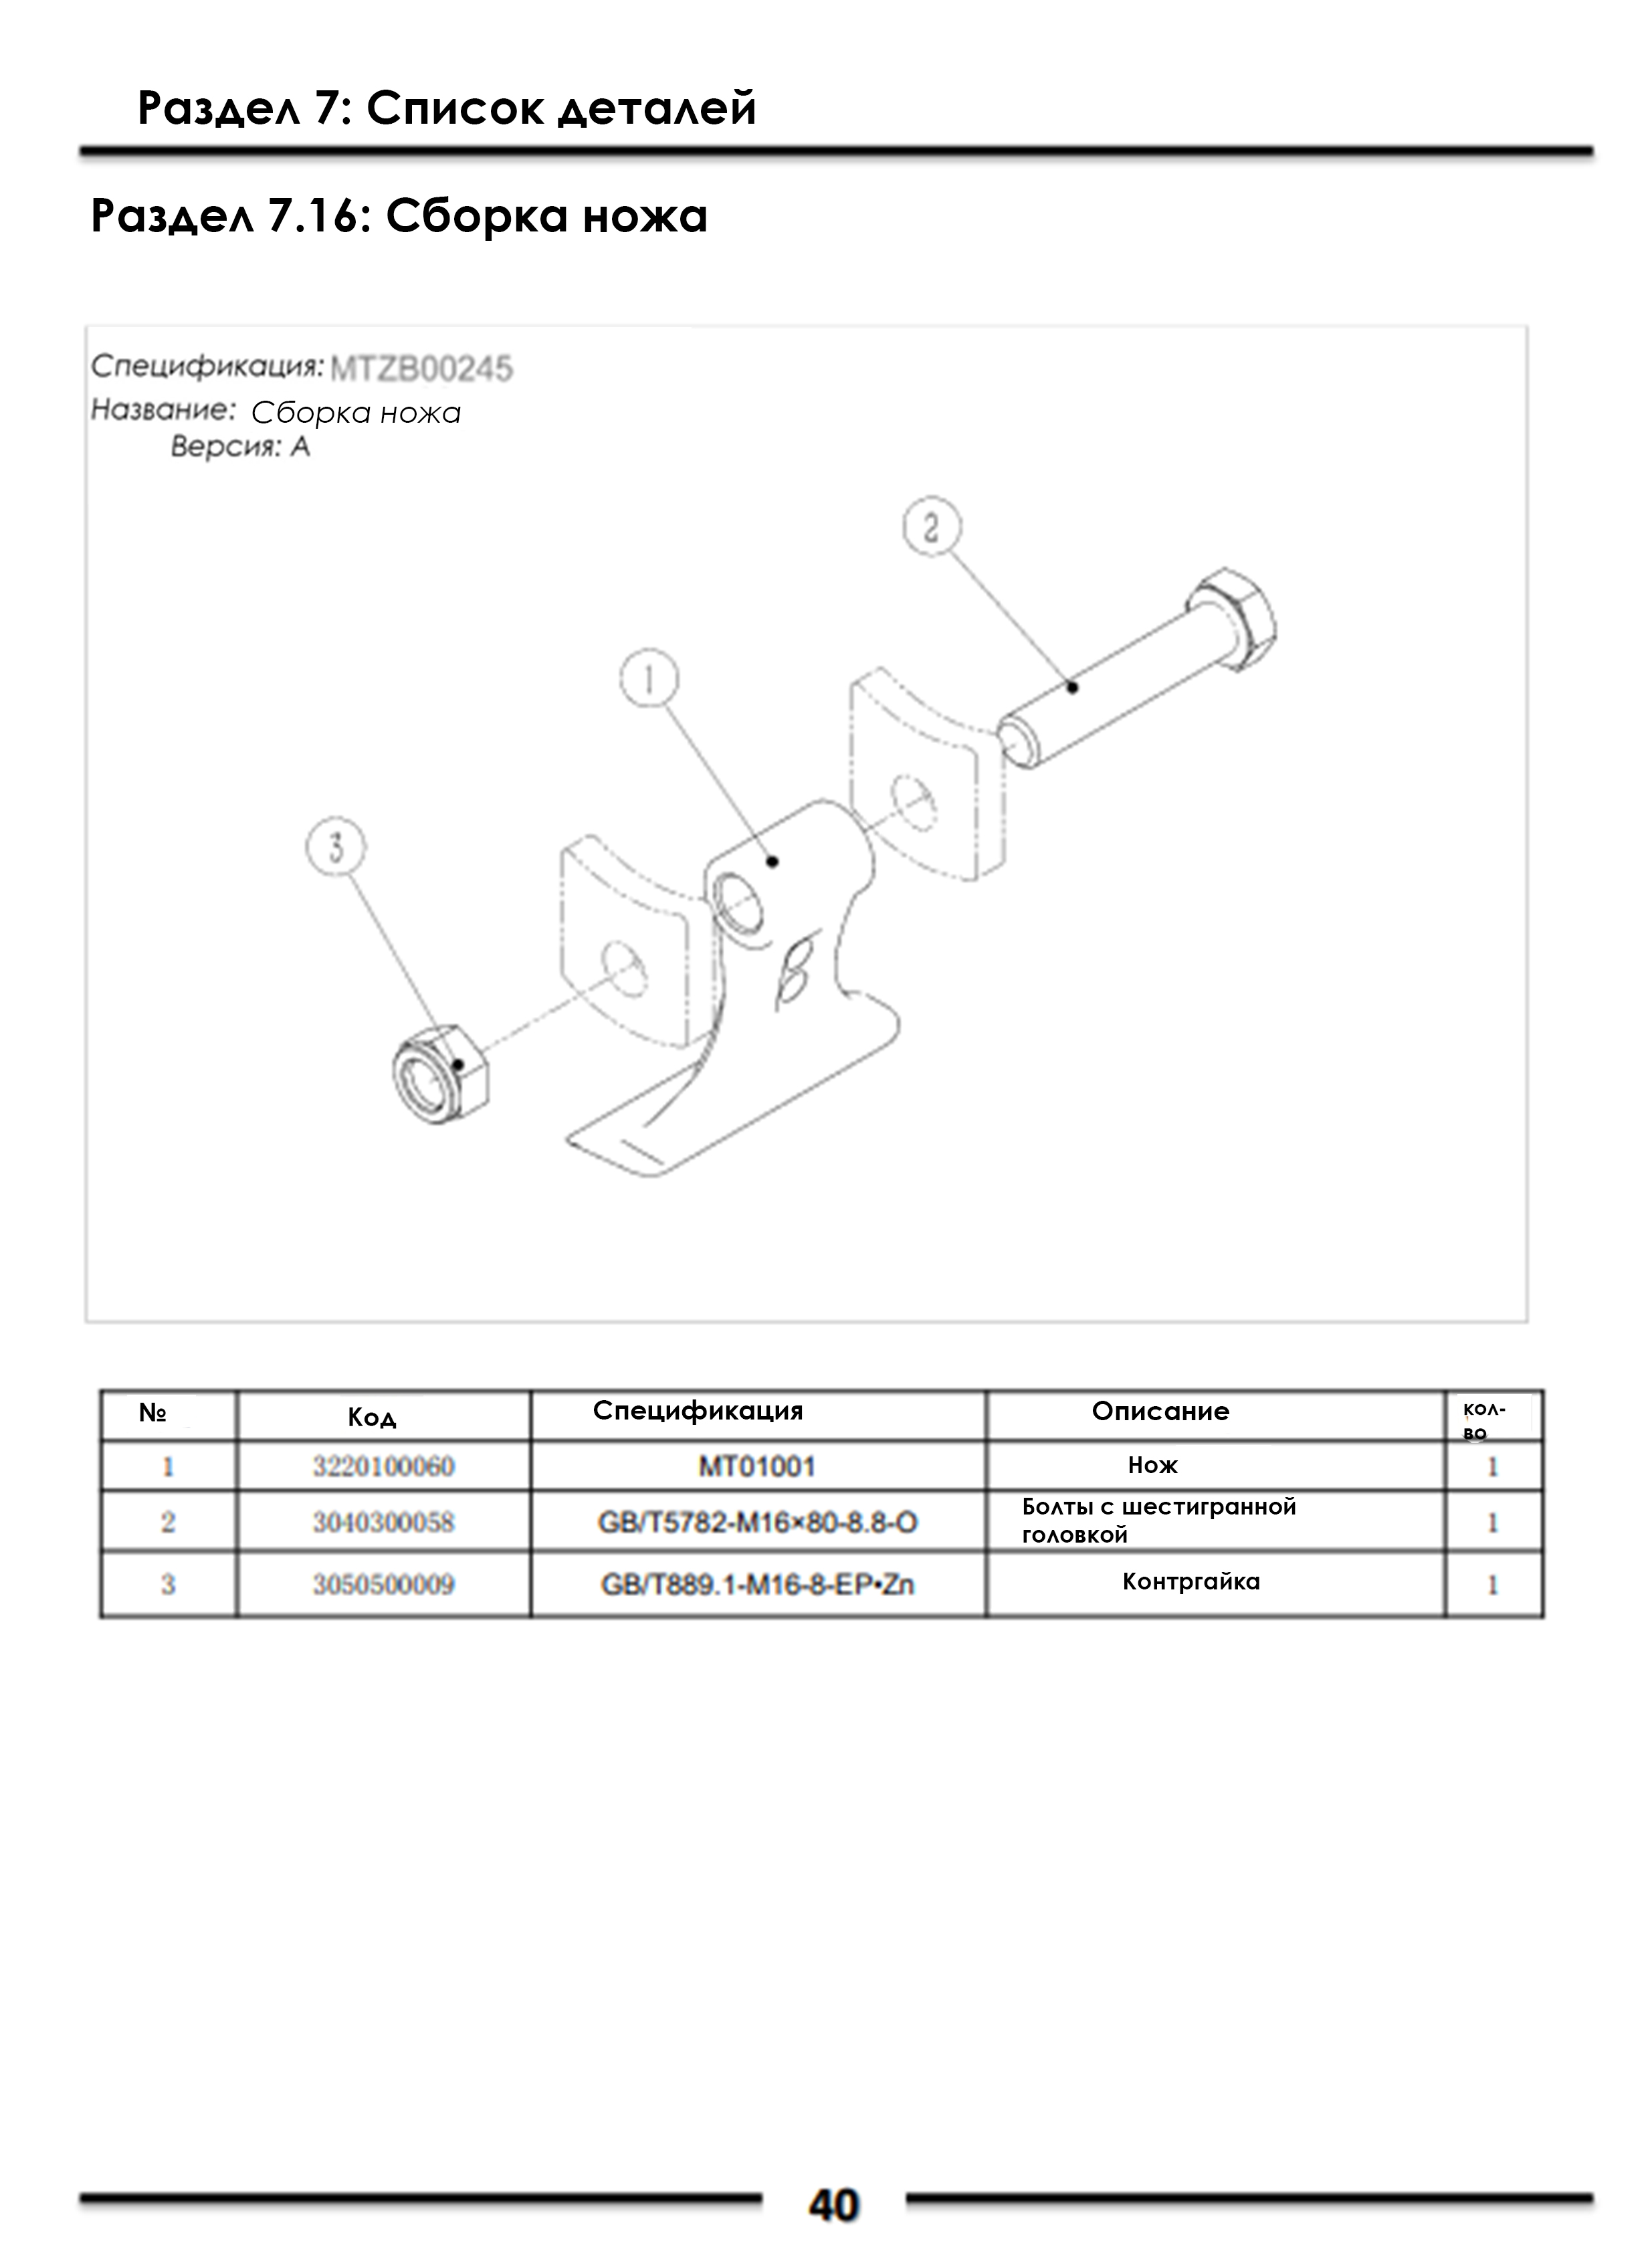 Раздел 7: Список деталей
Раздел 7.16: Сборка ножа
Спецификация: MTZB00245
Название: Сборка ножа
Версия: А
2
1
3
B
№ Код Спецификация Описание кол-
во
1 3220100060 MT01001 Нож 1
2 3040300058 GB/T5782-M16×80-8.8-O Болты с шестигранной
головкой 1
3 3050500009 GB/T889.1-M16-8-EP•Zn Контргайка 1
40